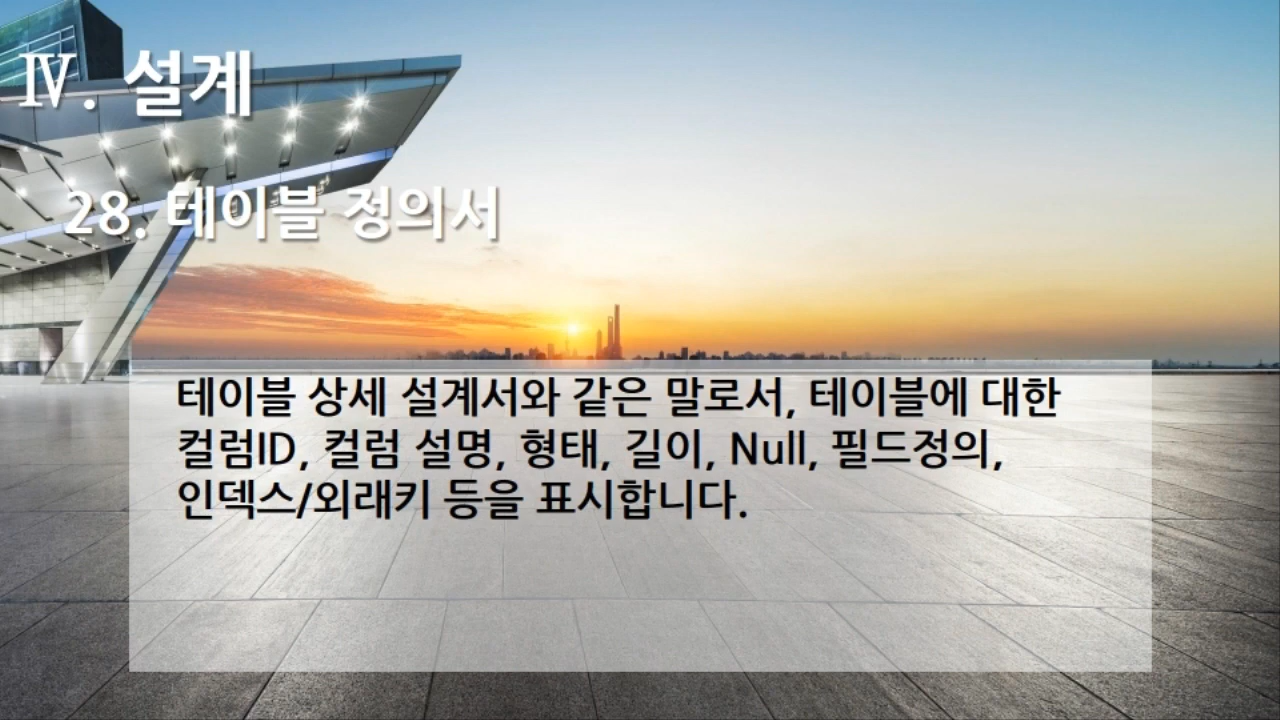 Ⅳ. 설계
28. 테이블 정의서
테이블 상세 설계서와 같은 말로서, 테이블에 대한
컬럼ID, 컬럼 설명, 형태, 길이, Null, 필드정의,
인덱스/외래키 등을 표시합니다.